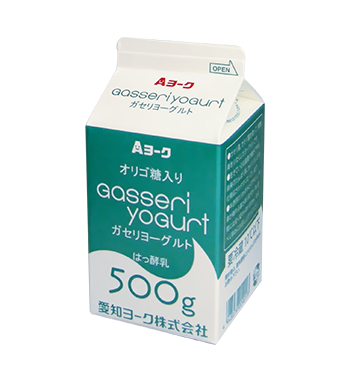 OPEN
Aヨーク
Gasseri yogurt
ガセリヨーグルト
Aヨーク
オリゴ糖入り
Gasseri
yogurt
ガセリヨーグルト
はっ酵乳
500g
愛知ヨーク株式会社